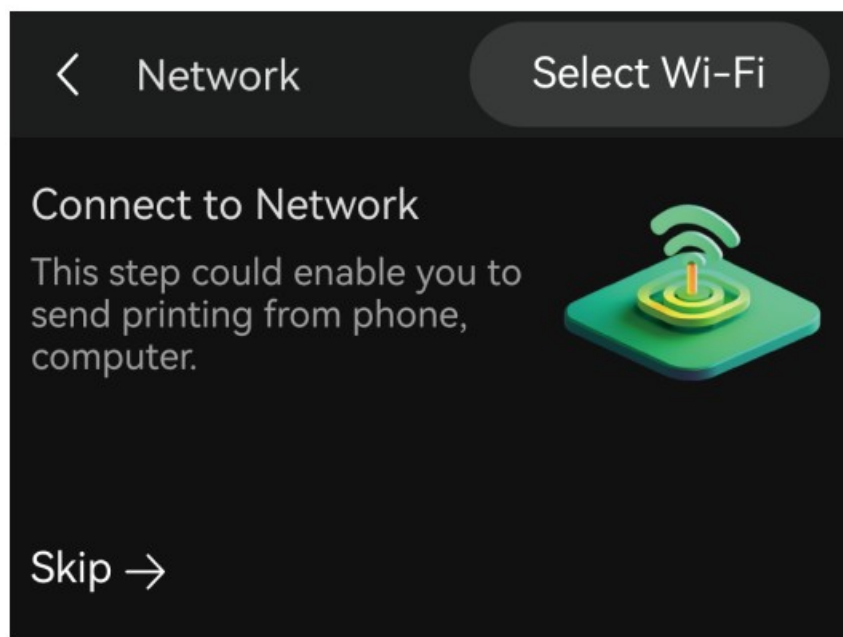 Network
Select Wi-Fi
Connect to Network
This step could enable you to
send printing from phone,
computer.
Skip →